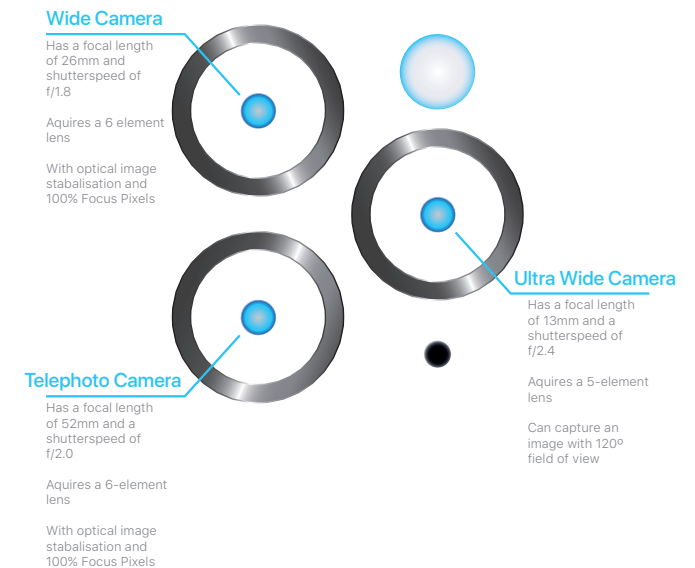 Wide Camera
Has a focal length
of 26mm and
shutterspeed of
f/1.8
Aquires a 6 element
lens
With optical image
stabalisation and
100% Focus Pixels
Ultra Wide Camera
Has a focal length
of 13mm and a
shutterspeed of
f/2.4
Aquires a 5-element
lens
Can capture an
image with 120º
field of view
Telephoto Camera
Has a focal length
of 52mm and a
shutterspeed of
f/2.0
Aquires a 6-element
lens
With optical image
stabalisation and
100% Focus Pixels